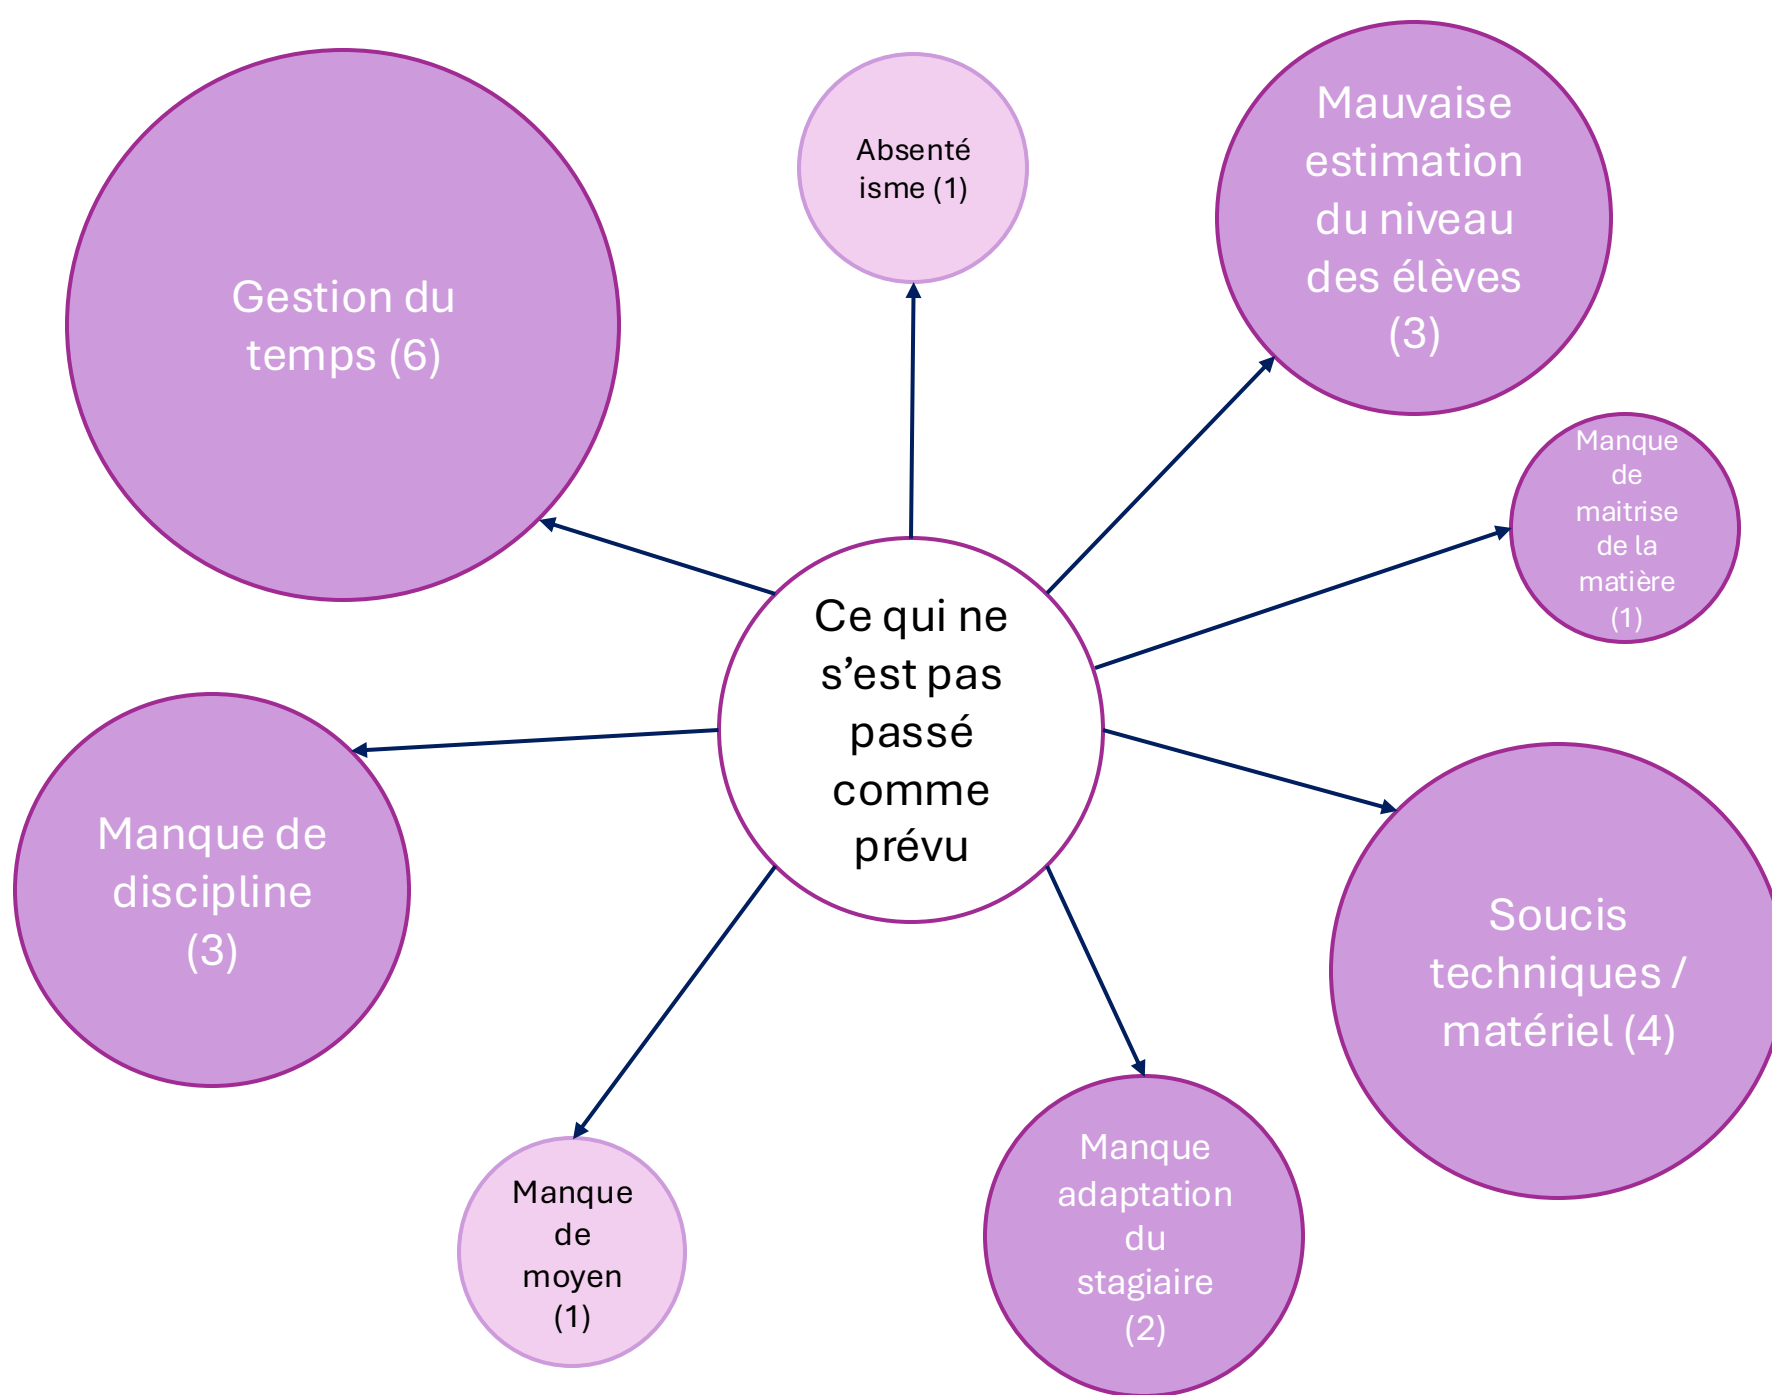 Gestion du
temps (6)
Absenté
isme (1)
Mauvaise
estimation
du niveau
des élèves
(3)
Manque
de
maitrise
de la
matière
(1)
Ce qui ne
s’est pas
passé
comme
prévu
Manque de
discipline
(3)
Soucis
techniques /
matériel (4)
Manque
de
moyen
(1)
Manque
adaptation
du
stagiaire
(2)